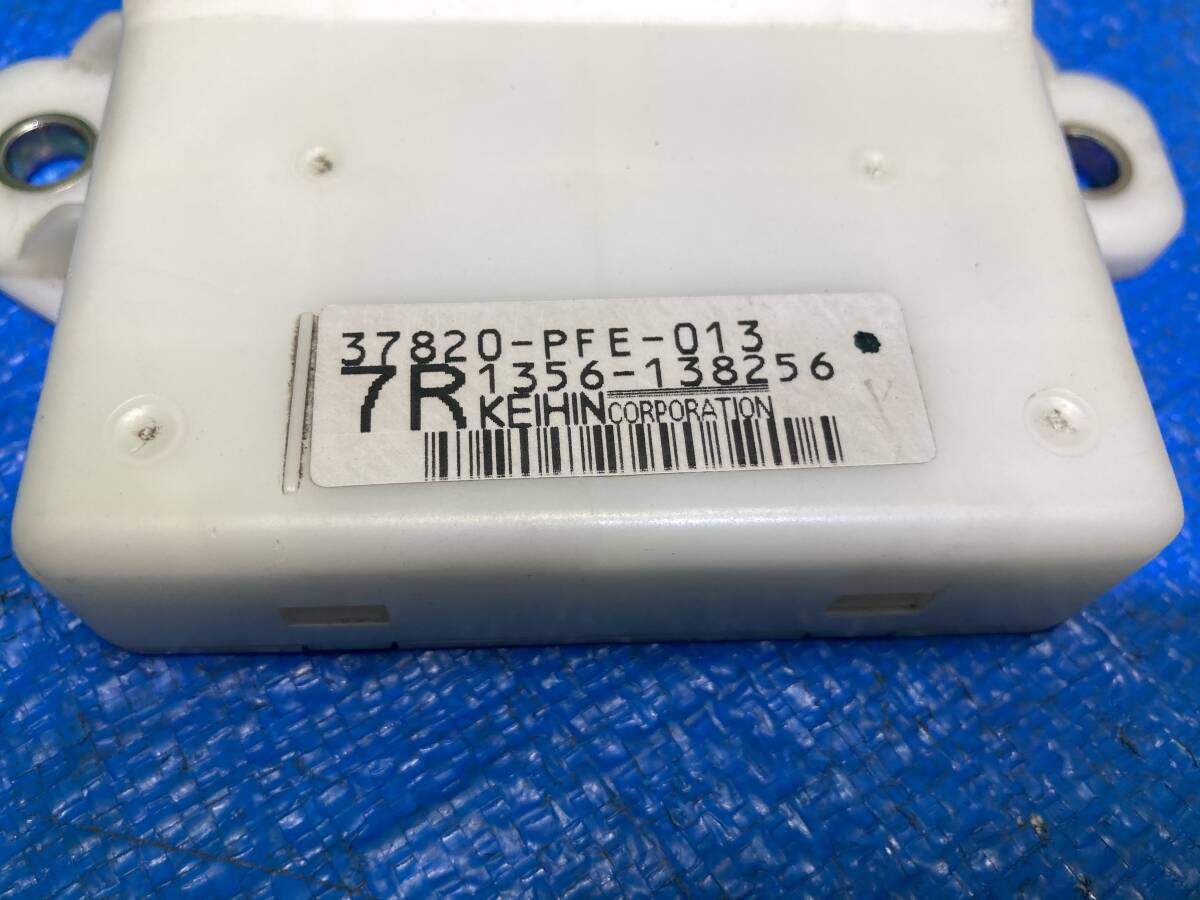 37820-PFE-013
7R 1356-138256
KEIHIN CORPORATION